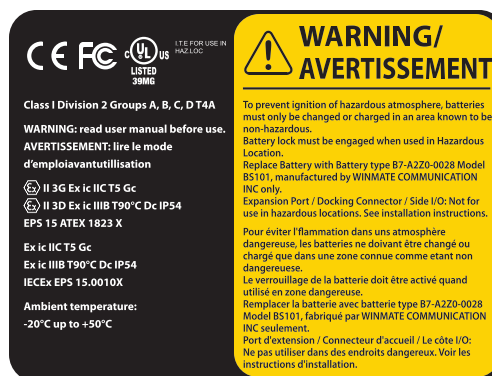 CE FC c UL US
LISTED
39MG
I.T.E FOR USE IN
HAZ.LOC
Class I Division 2 Groups A, B, C, D T4A
WARNING: read user manual before use.
AVERTISSEMENT: lire le mode
d'emploiavantutillisation
Ex II 3G Ex ic IIC T5 Gc
Ex II 3D Ex ic IIIB T90°C Dc IP54
EPS 15 ATEX 1823 X
Ex ic IIC T5 Gc
Ex ic IIIB T90°C Dc IP54
IECEx EPS 15.0010X
Ambient temperature:
-20°C up to +50°C
WARNING/
AVERTISSEMENT
To prevent ignition of hazardous atmosphere, batteries
must only be changed or charged in an area known to be
non-hazardous.
Battery lock must be engaged when used in Hazardous
Location.
Replace Battery with Battery type B7-A2Z0-0028 Model
BS101, manufactured by WINMATE COMMUNICATION
INC only.
Expansion Port / Docking Connector / Side I/O: Not for
use in hazardous locations. See installation instructions.
Pour éviter l'flammation dans uns atmosphère
dangereuse, les batteries ne doivant être changé ou
chargé que dans une zone connue comme etant non
dangereuese.
Le verrouillage de la batterie doit être activé quand
utilisé en zone dangereuse.
Remplacer la batterie avec batterie type B7-A2Z0-0028
Model BS101, fabriqué par WINMATE COMMUNICATION
INC seulement.
Port d'extension / Connecteur d'accueil / Le côte I/O:
Ne pas utiliser dans des endroits dangereux. Voir les
instructions d'installation.